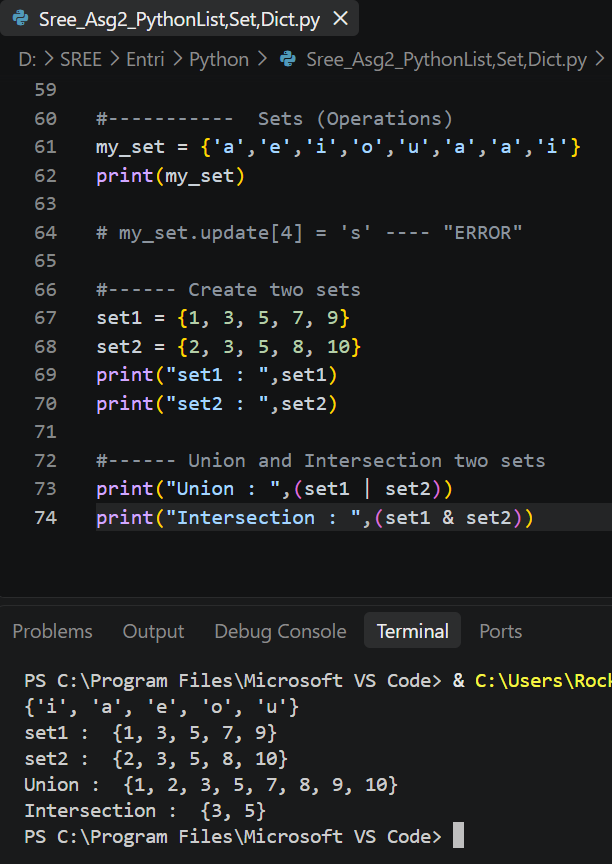 Sree_Asg2_PythonList,Set,Dict.py ×
D: > SREE > Entri > Python > Sree_Asg2_PythonList,Set,Dict.py >
59
60 #-----------  Sets (Operations)
61 my_set = {'a','e','i','o','u','a','a','i'}
62 print(my_set)
63
64 # my_set.update[4] = 's' ---- "ERROR"
65
66 #------ Create two sets
67 set1 = {1, 3, 5, 7, 9}
68 set2 = {2, 3, 5, 8, 10}
69 print("set1 : ",set1)
70 print("set2 : ",set2)
71
72 #------ Union and Intersection two sets
73 print("Union : ",(set1 | set2))
74 print("Intersection : ",(set1 & set2))
Problems Output Debug Console Terminal Ports
PS C:\Program Files\Microsoft VS Code> & C:\Users\Rock
{'i', 'a', 'e', 'o', 'u'}
set1 :  {1, 3, 5, 7, 9}
set2 :  {2, 3, 5, 8, 10}
Union :  {1, 2, 3, 5, 7, 8, 9, 10}
Intersection :  {3, 5}
PS C:\Program Files\Microsoft VS Code>